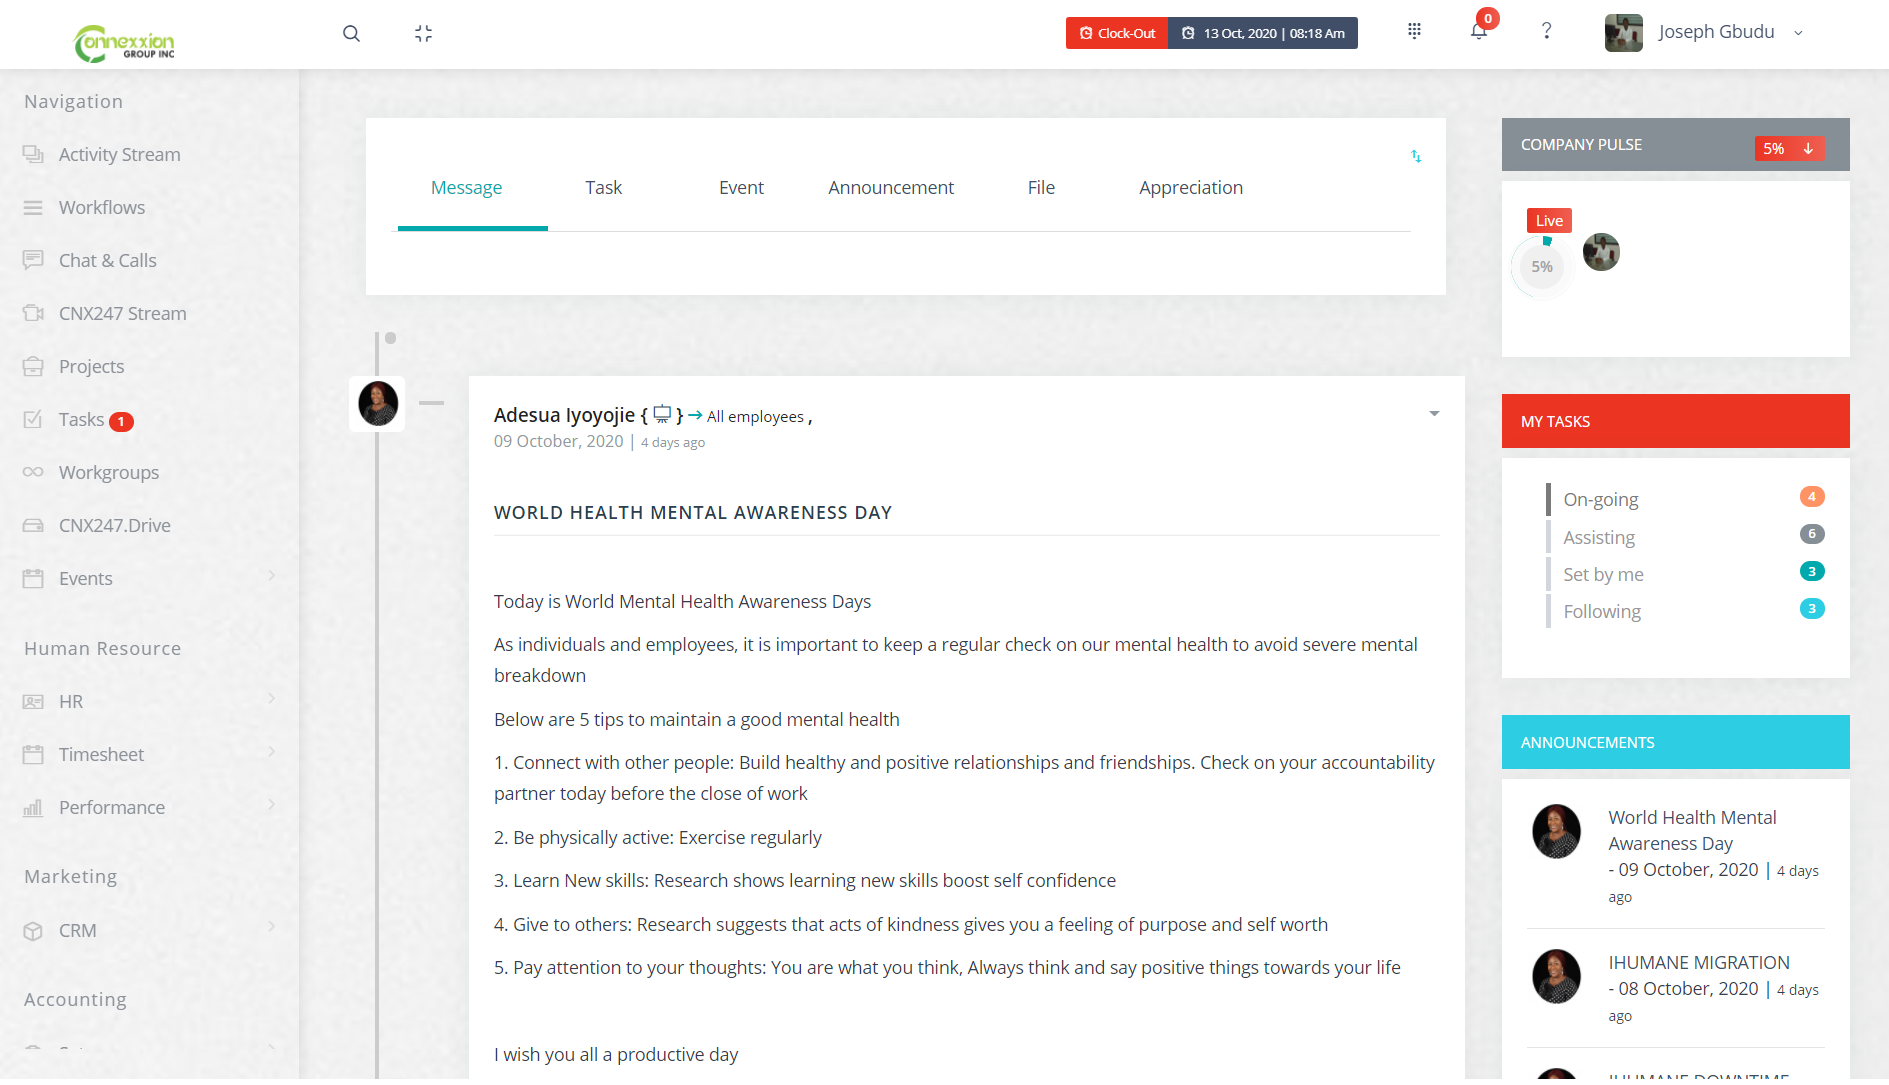 Connexxion
GROUP INC
Clock-Out
13 Oct, 2020 | 08:18 Am
0
?
Joseph Gbudu
Navigation
Activity Stream
Workflows
Chat & Calls
CNX247 Stream
Projects
Tasks 1
Workgroups
CNX247.Drive
Events
Human Resource
HR
Timesheet
Performance
Marketing
CRM
Accounting
Message
Task
Event
Announcement
File
Appreciation
Adesua Iyoyojie { } → All employees ,
09 October, 2020 | 4 days ago
WORLD HEALTH MENTAL AWARENESS DAY
Today is World Mental Health Awareness Days
As individuals and employees, it is important to keep a regular check on our mental health to avoid severe mental
breakdown
Below are 5 tips to maintain a good mental health
1. Connect with other people: Build healthy and positive relationships and friendships. Check on your accountability
partner today before the close of work
2. Be physically active: Exercise regularly
3. Learn New skills: Research shows learning new skills boost self confidence
4. Give to others: Research suggests that acts of kindness gives you a feeling of purpose and self worth
5. Pay attention to your thoughts: You are what you think, Always think and say positive things towards your life
I wish you all a productive day
COMPANY PULSE
5% ↓
Live
5%
MY TASKS
On-going 4
Assisting 6
Set by me 3
Following 3
ANNOUNCEMENTS
World Health Mental
Awareness Day
- 09 October, 2020 | 4 days
ago
IHUMANE MIGRATION
- 08 October, 2020 | 4 days
ago
IHUMANE DOWNTIME